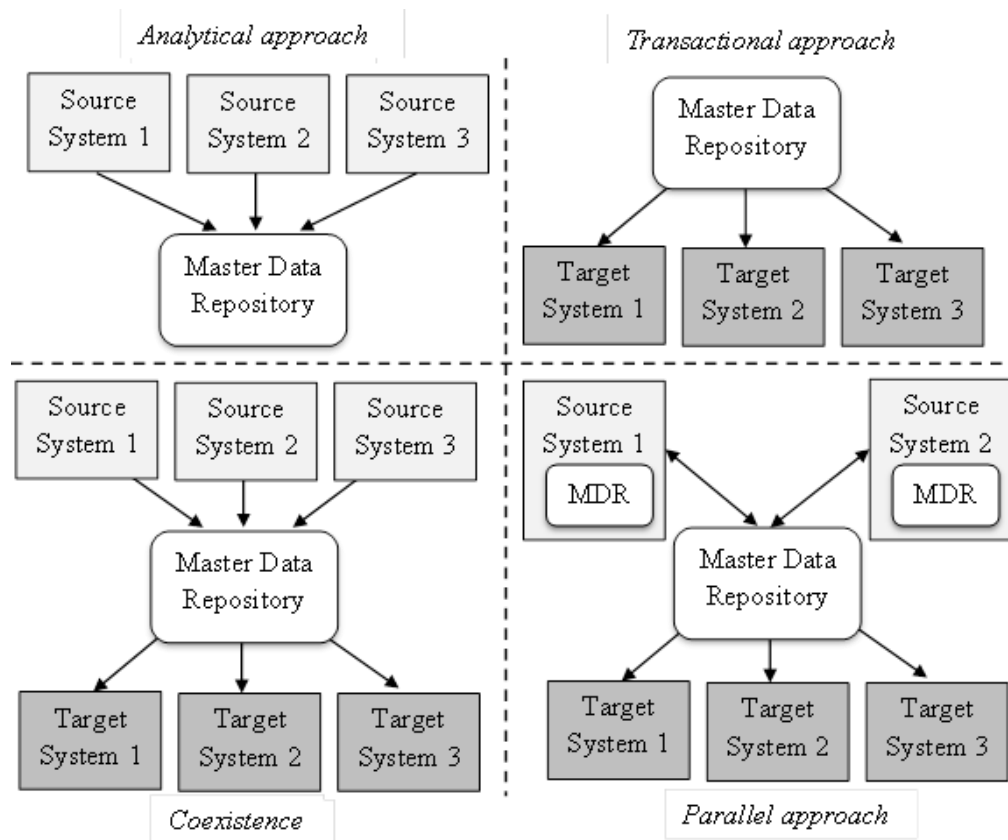 Analytical approach
Source
System 1
Source
System 2
Source
System 3
Master Data
Repository
Transactional approach
Master Data
Repository
Target
System 1
Target
System 2
Target
System 3
Source
System 1
Source
System 2
Source
System 3
Master Data
Repository
Target
System 1
Target
System 2
Target
System 3
Coexistence
Source
System 1
MDR
Source
System 2
MDR
Master Data
Repository
Target
System 1
Target
System 2
Target
System 3
Parallel approach